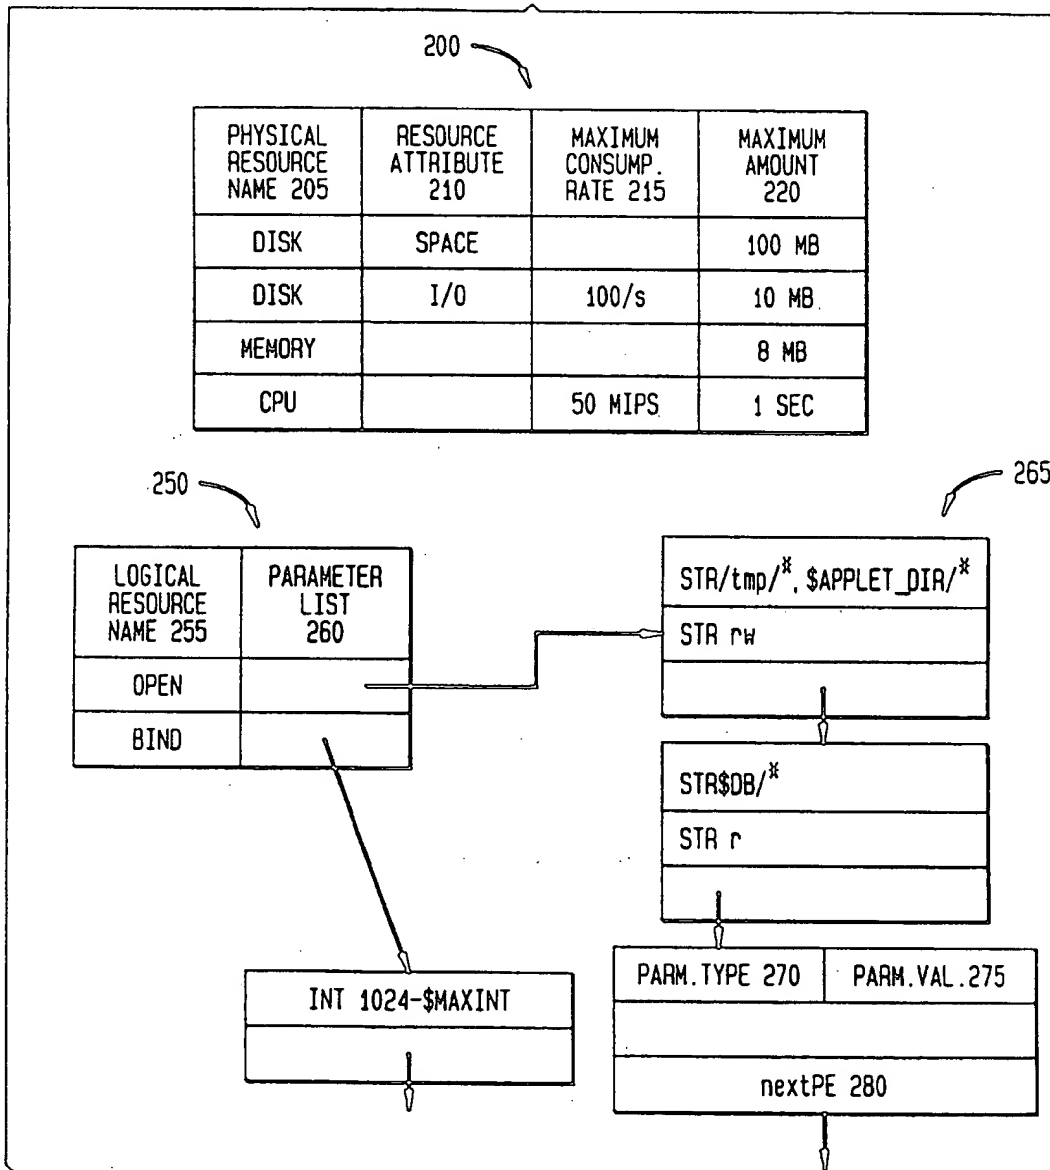 200
PHYSICAL RESOURCE NAME 205 RESOURCE ATTRIBUTE 210 MAXIMUM CONSUMP. RATE 215 MAXIMUM AMOUNT 220
DISK SPACE 100 MB
DISK I/O 100/s 10 MB
MEMORY 8 MB
CPU 50 MIPS 1 SEC
250
265
LOGICAL RESOURCE NAME 255 PARAMETER LIST 260
OPEN
BIND
STR/tmp/*, $APPLET_DIR/*
STR rw
STR$DB/*
STR r
INT 1024-$MAXINT
PARM.TYPE 270 PARM.VAL.275
nextPE 280